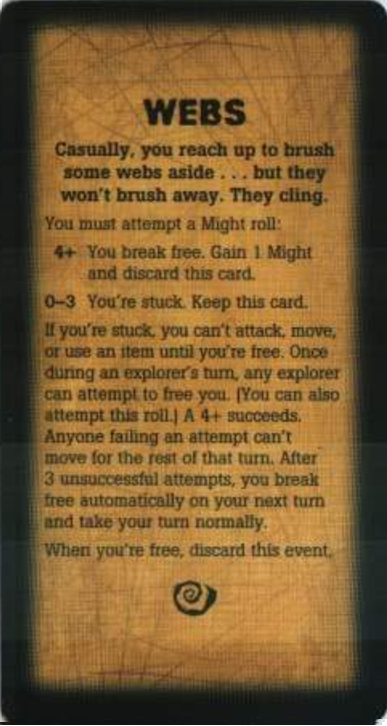 WEBS
Casually, you reach up to brush
some webs aside . . . but they
won't brush away. They cling.
You must attempt a Might roll:
4+ You break free. Gain 1 Might
and discard this card.
0–3 You're stuck. Keep this card.
If you're stuck, you can't attack, move,
or use an item until you're free. Once
during an explorer's turn, any explorer
can attempt to free you. (You can also
attempt this roll.) A 4+ succeeds.
Anyone failing an attempt can't
move for the rest of that turn. After
3 unsuccessful attempts, you break
free automatically on your next turn
and take your turn normally.
When you're free, discard this event.